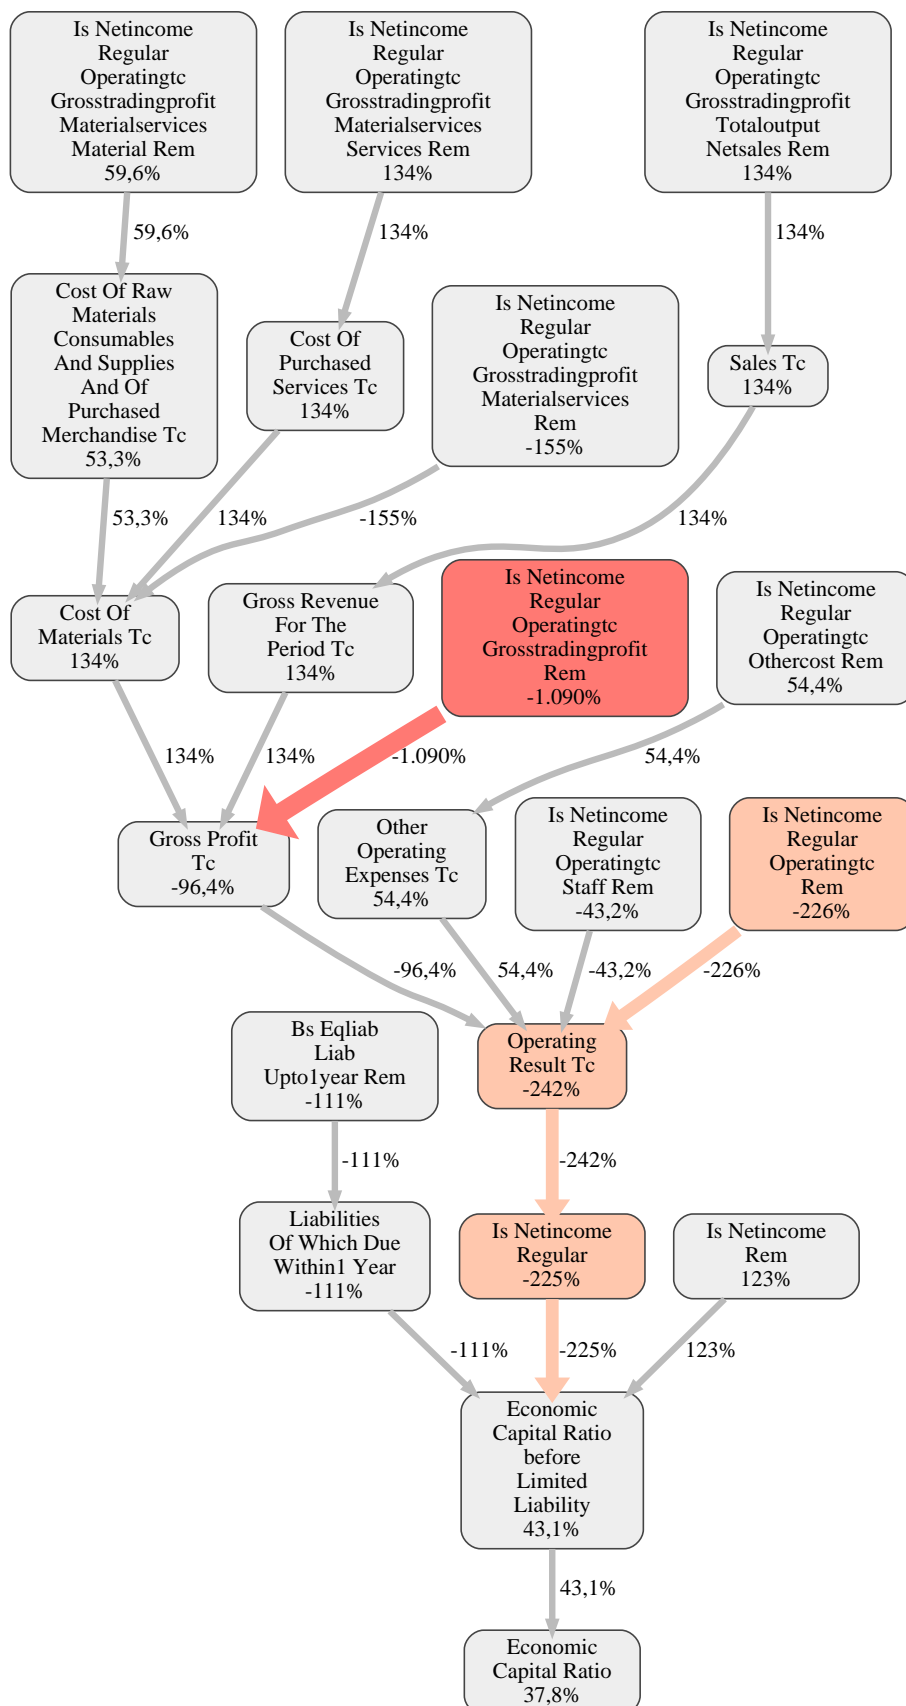 Is Netincome
Regular
Operatingtc
Grosstradingprofit
Materialservices
Material Rem
59,6%
Is Netincome
Regular
Operatingtc
Grosstradingprofit
Materialservices
Services Rem
134%
Is Netincome
Regular
Operatingtc
Grosstradingprofit
Totaloutput
Netsales Rem
134%
59,6%
134%
134%
Cost Of Raw
Materials
Consumables
And Supplies
And Of
Purchased
Merchandise Tc
53,3%
Cost Of
Purchased
Services Tc
134%
Is Netincome
Regular
Operatingtc
Grosstradingprofit
Materialservices
Rem
-155%
Sales Tc
134%
53,3%
134%
-155%
134%
Cost Of
Materials Tc
134%
Gross Revenue
For The
Period Tc
134%
Is Netincome
Regular
Operatingtc
Grosstradingprofit
Rem
-1.090%
Is Netincome
Regular
Operatingtc
Othercost Rem
54,4%
134%
134%
-1.090%
54,4%
Gross Profit
Tc
-96,4%
Other
Operating
Expenses Tc
54,4%
Is Netincome
Regular
Operatingtc
Staff Rem
-43,2%
Is Netincome
Regular
Operatingtc
Rem
-226%
-96,4%
54,4%
-43,2%
-226%
Bs Eqliab
Liab
Upto1year Rem
-111%
Operating
Result Tc
-242%
-111%
-242%
Liabilities
Of Which Due
Within1 Year
-111%
Is Netincome
Regular
-225%
Is Netincome
Rem
123%
-111%
-225%
123%
Economic
Capital Ratio
before
Limited
Liability
43,1%
43,1%
Economic
Capital Ratio
37,8%